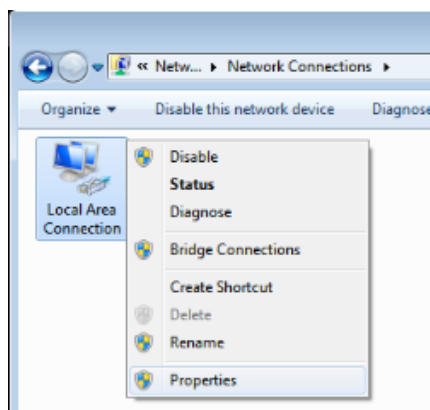 « Netw... ▸ Network Connections ▸
Organize ▾ Disable this network device Diagnose
Local Area
Connection
Disable
Status
Diagnose
Bridge Connections
Create Shortcut
Delete
Rename
Properties